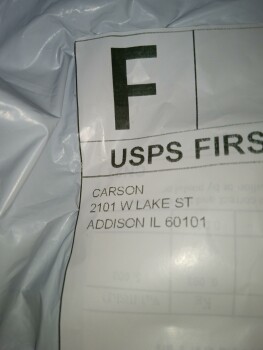 F
USPS FIRS
CARSON
2101 W LAKE ST
ADDISON IL 60101